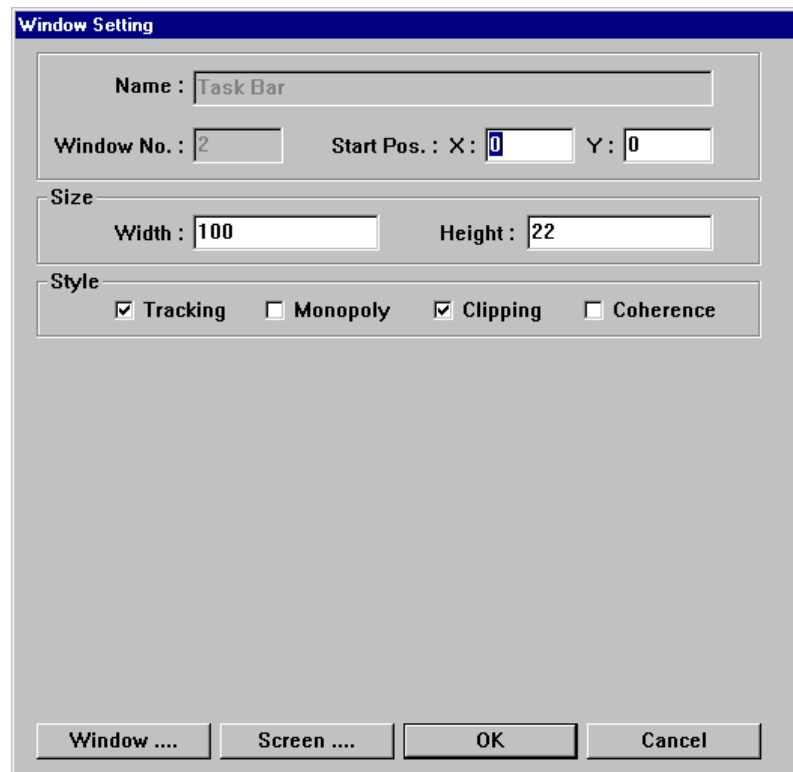 Window Setting
Name : Task Bar
Window No. : 2 Start Pos. : X : 0 Y : 0
Size
Width : 100 Height : 22
Style
Tracking Monopoly Clipping Coherence
Window .... Screen .... OK Cancel